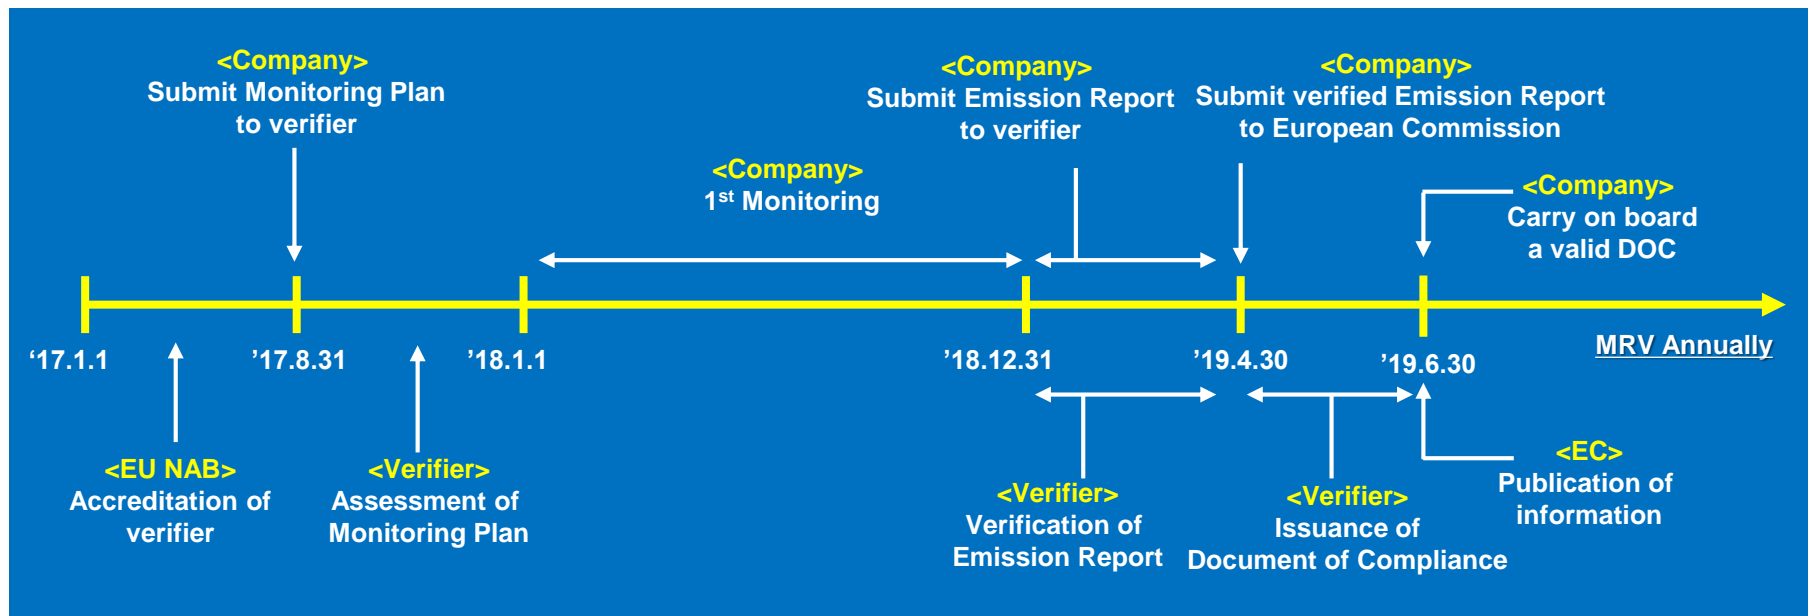 <Company>
Submit Monitoring Plan
to verifier
<Company>
1st Monitoring
<Company>
Submit Emission Report
to verifier
<Company>
Submit verified Emission Report
to European Commission
<Company>
Carry on board
a valid DOC
‘17.1.1
’17.8.31
’18.1.1
’18.12.31
’19.4.30
’19.6.30
MRV Annually
<EU NAB>
Accreditation of
verifier
<Verifier>
Assessment of
Monitoring Plan
<Verifier>
Verification of
Emission Report
<Verifier>
Issuance of
Document of Compliance
<EC>
Publication of
information